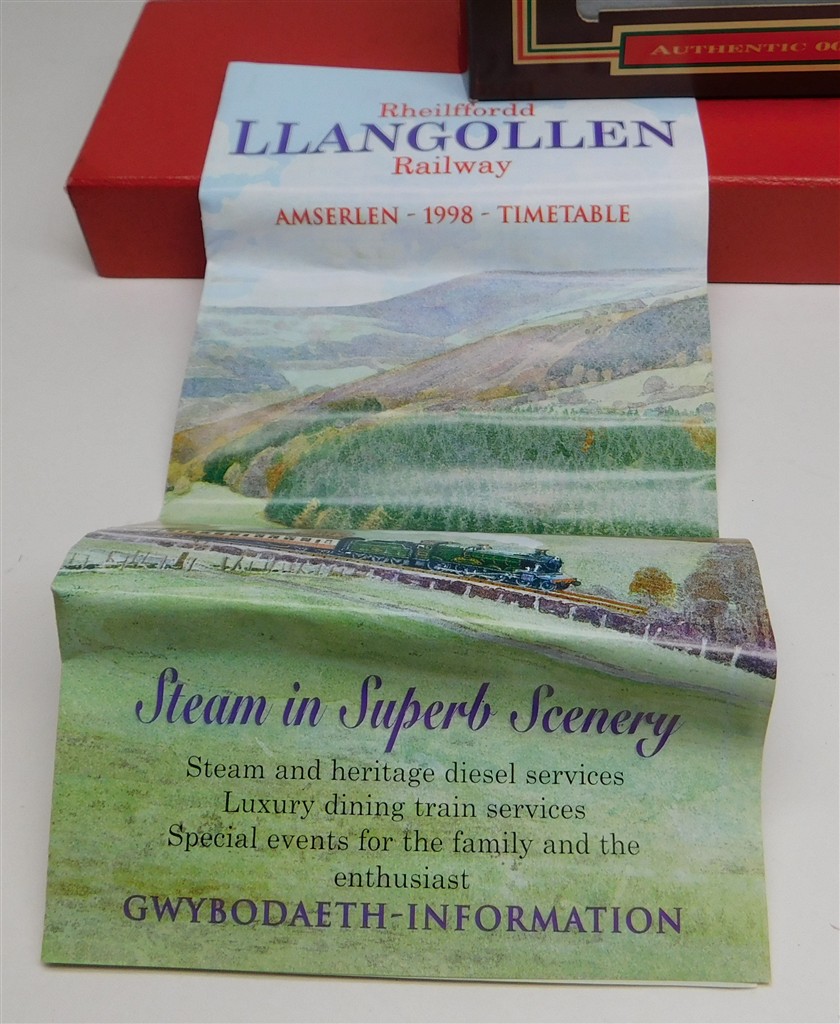 AUTHENTIC
Rheilffordd
LLANGOLLEN
Railway
AMSERLEN - 1998 - TIMETABLE
Steam in Superb Scenery
Steam and heritage diesel services
Luxury dining train services
Special events for the family and the
enthusiast
GWYBODAETH-INFORMATION